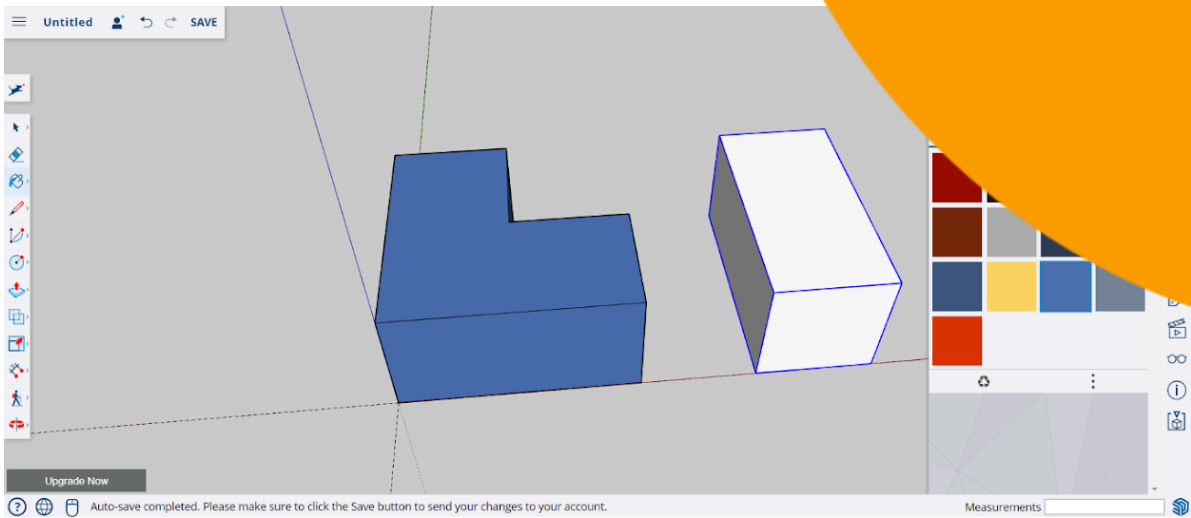 Untitled
SAVE
Upgrade Now
Auto-save completed. Please make sure to click the Save button to send your changes to your account.
Measurements